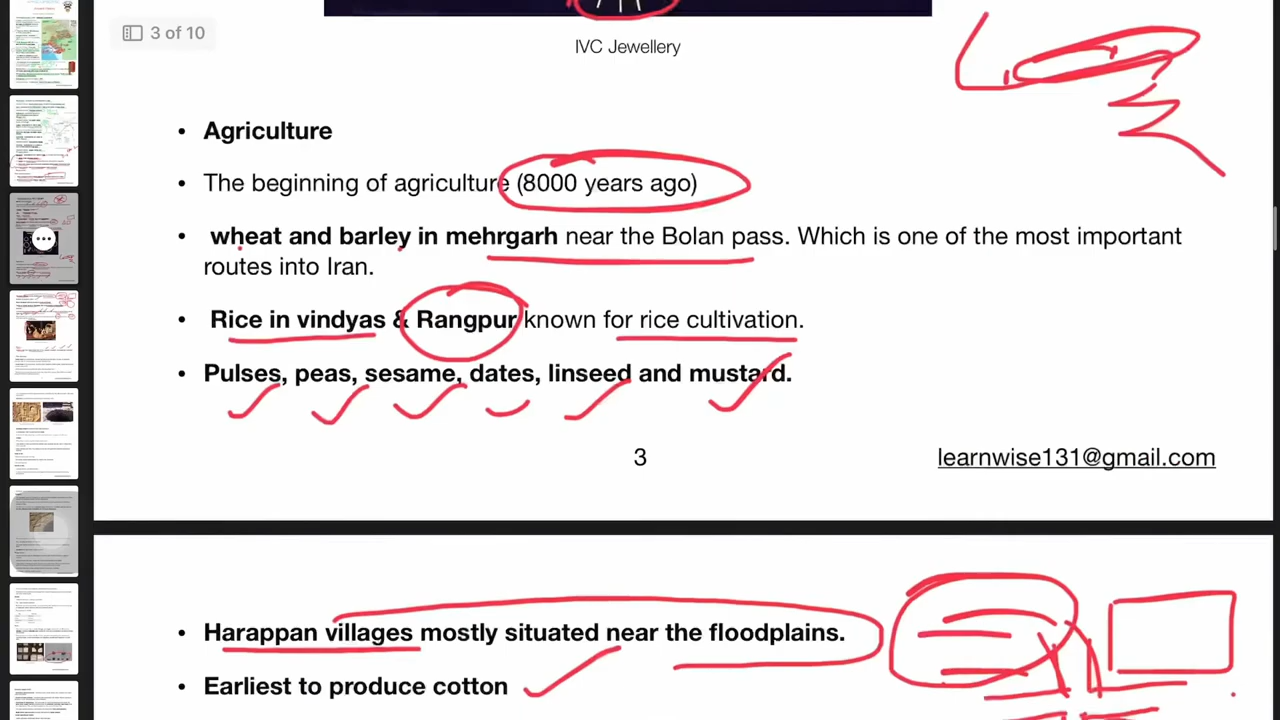 3 of 10
IVC Jewellery
• Agriculture
• The beginning of agriculture (8000 years ago)
• wheat and barley in mehrgarh near the Bolan pass. Which is one of the most important
routes into Iran.
• Rice in vindyas & Rangpur known for rice cultivation.
• Pulses, peas, sesame, dates, linseed and mustard.
3
learnwise131@gmail.com
• Harappan villages mostly situated near the floodplains.
• Earliest to produce cotton